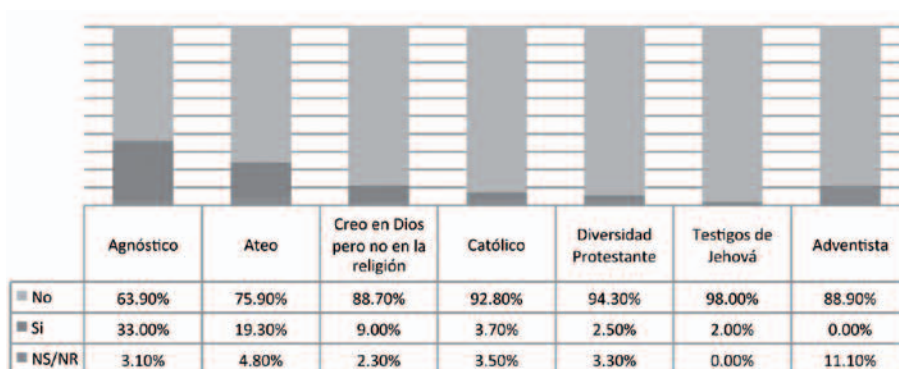 Agnóstico Ateo Creo en Dios pero no en la religión Católico Diversidad Protestante Testigos de Jehová Adventista
No 63.90% 75.90% 88.70% 92.80% 94.30% 98.00% 88.90%
Si 33.00% 19.30% 9.00% 3.70% 2.50% 2.00% 0.00%
NS/NR 3.10% 4.80% 2.30% 3.50% 3.30% 0.00% 11.10%